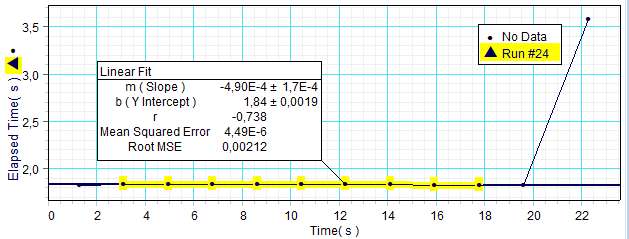 3,5
3,0
2,5
2,0
Elapsed Time( s )
No Data
Run #24
Linear Fit
m ( Slope ) -4,90E-4 ± 1,7E-4
b ( Y Intercept ) 1,84 ± 0,0019
r -0,738
Mean Squared Error 4,49E-6
Root MSE 0,00212
0 2 4 6 8 10 12 14 16 18 20 22
Time( s )